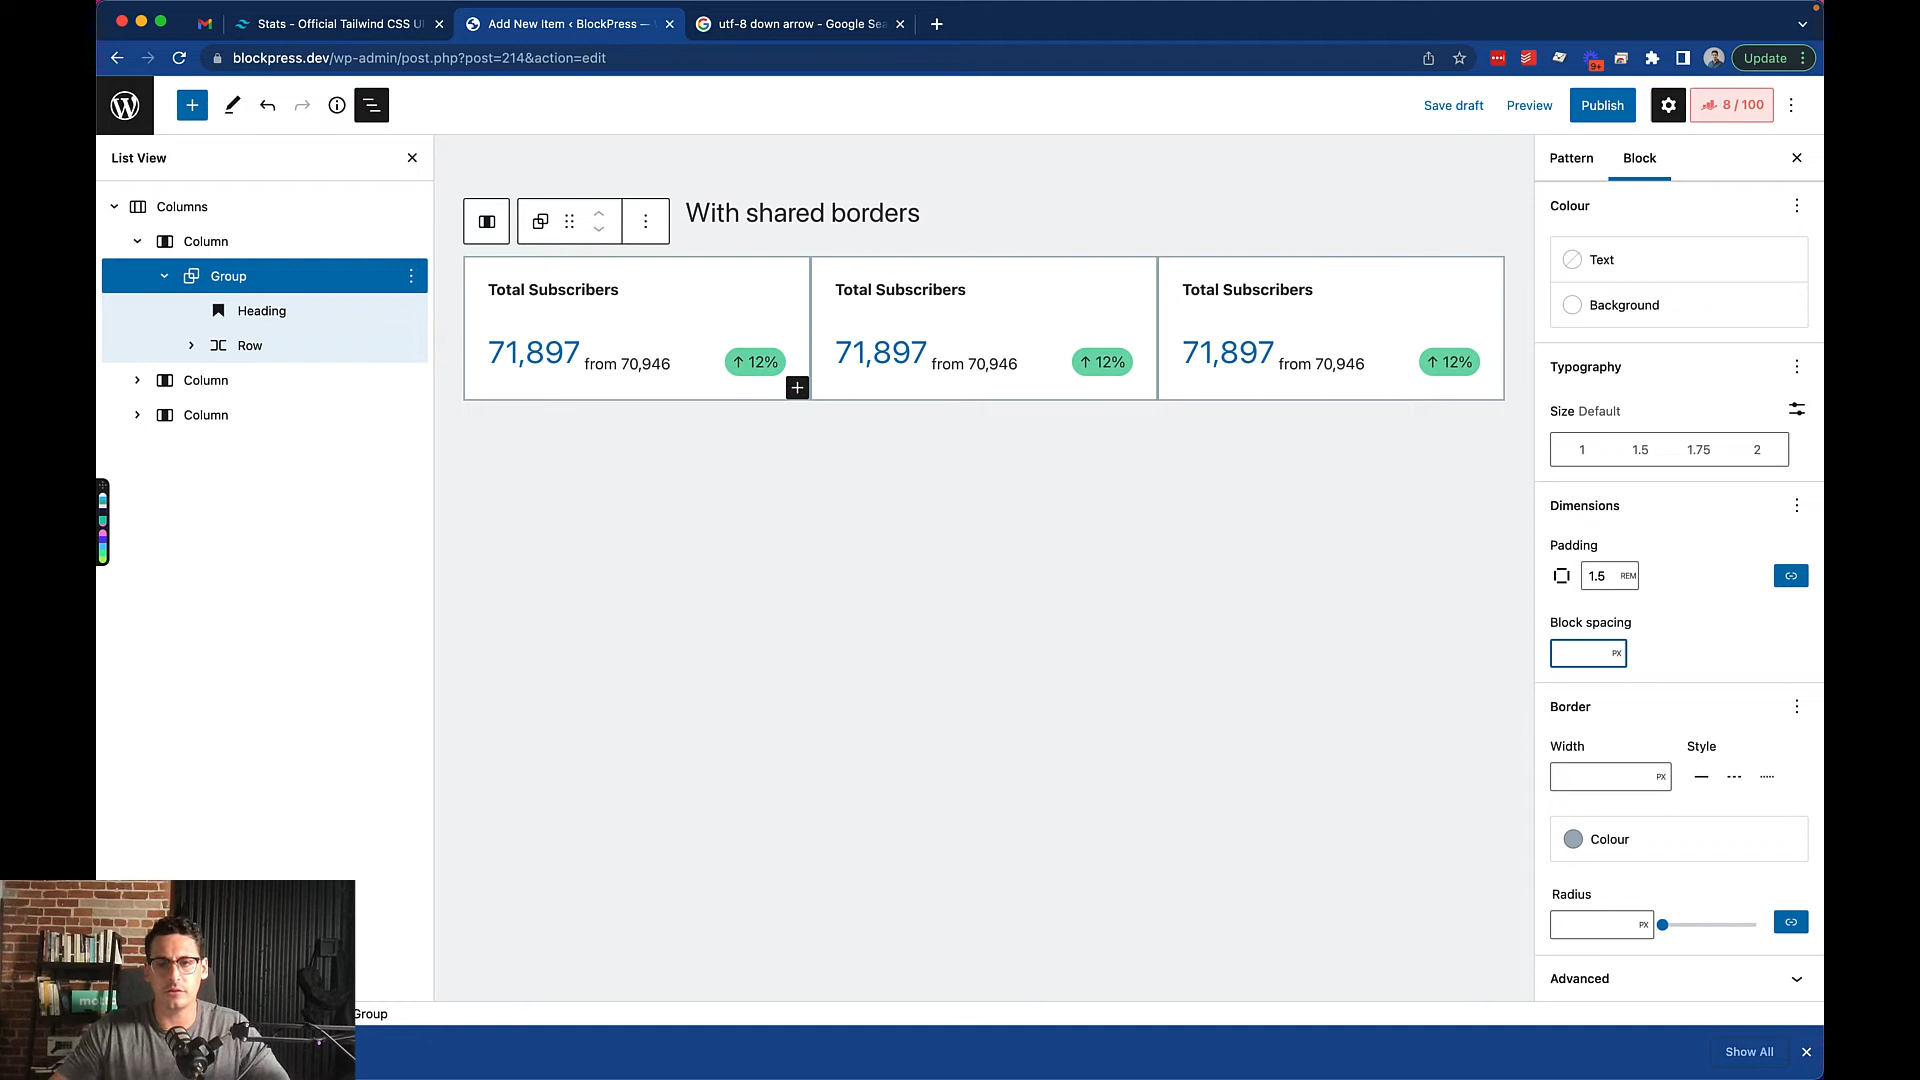 Stats - Official Tailwind CSS UI
Add New Item ‹ BlockPress —
utf-8 down arrow - Google Sea
blockpress.dev/wp-admin/post.php?post=214&action=edit
9+
Update
Save draft
Preview
Publish
8 / 100
List View
Pattern
Block
Columns
Column
Group
Heading
Row
Column
Column
With shared borders
Total Subscribers
71,897 from 70,946
↑ 12%
Total Subscribers
71,897 from 70,946
↑ 12%
Total Subscribers
71,897 from 70,946
↑ 12%
Colour
Text
Background
Typography
Size Default
1 1.5 1.75 2
Dimensions
Padding
1.5 REM
Block spacing
PX
Border
Width Style
PX
Colour
Radius
PX
Advanced
Group
Show All